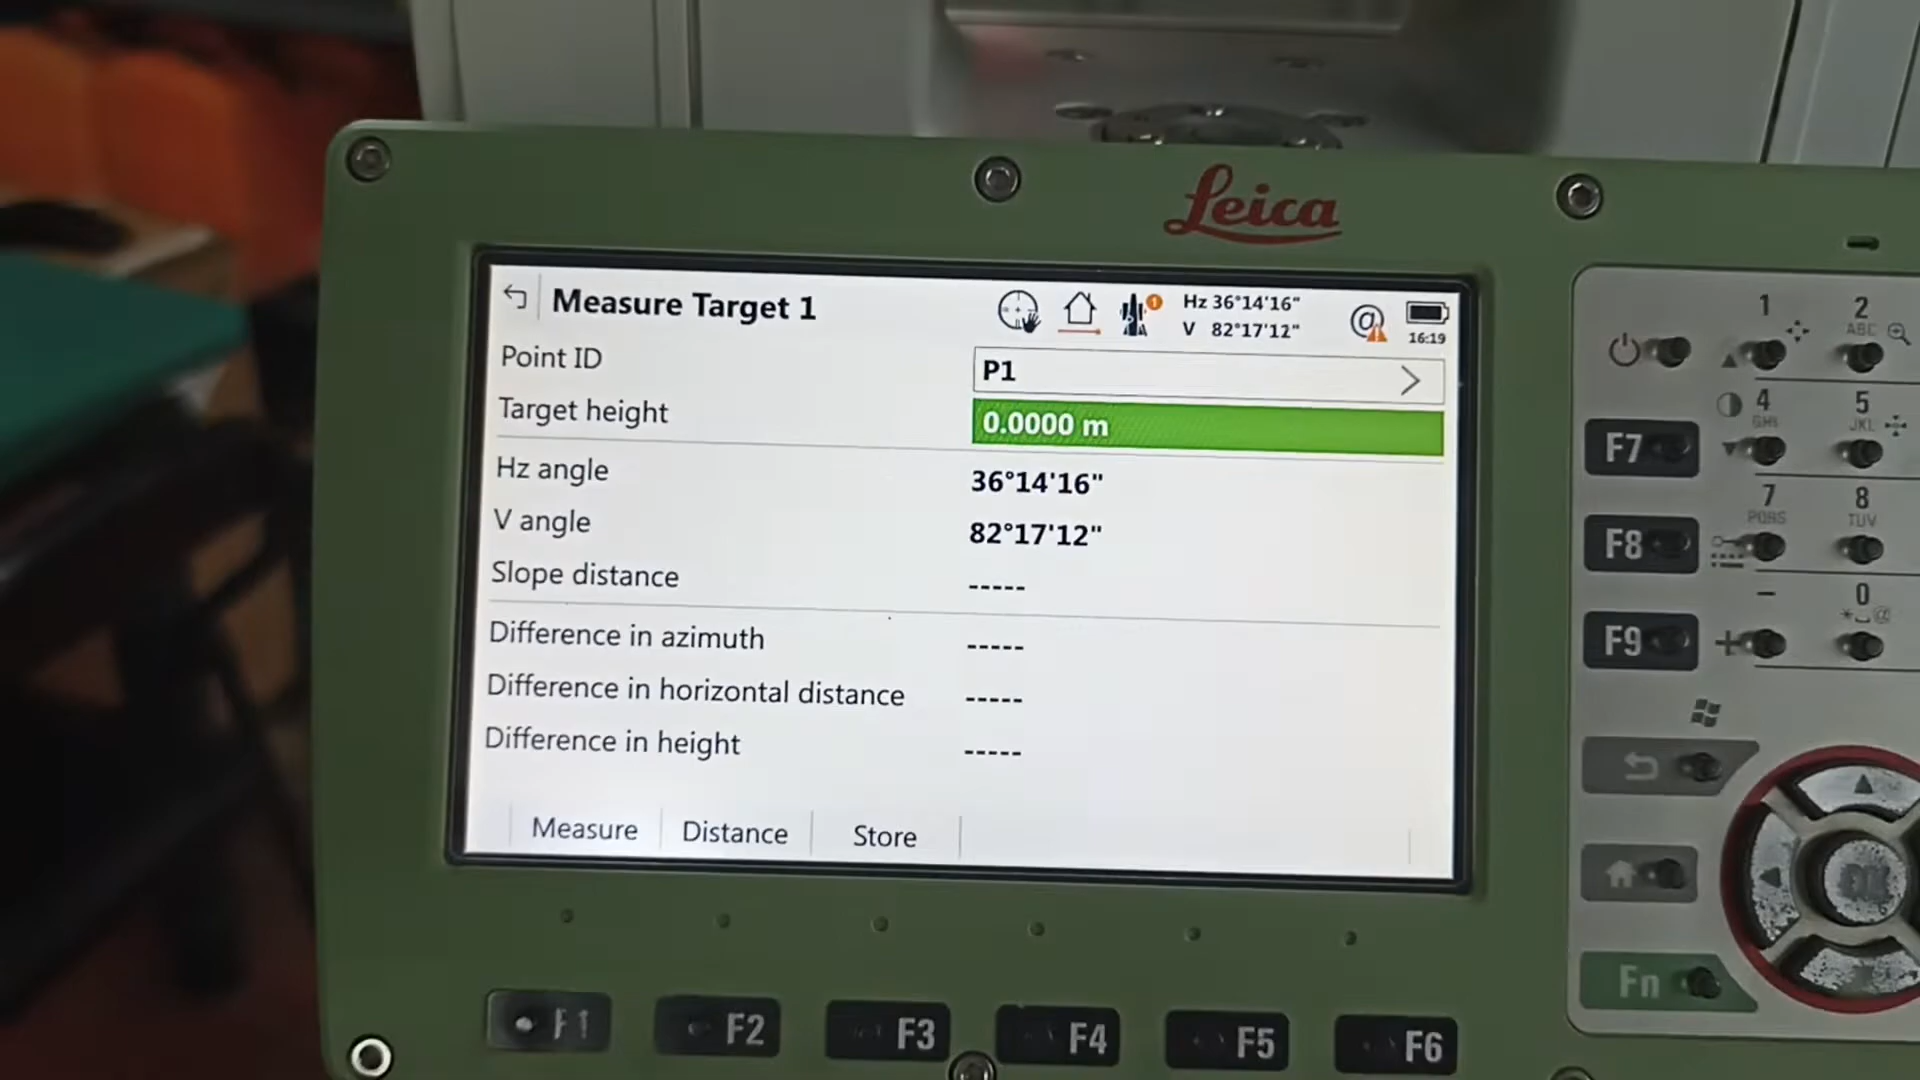 Leica
Measure Target 1
Hz 36°14'16"
V 82°17'12"
16:19
Point ID
P1
Target height
0.0000 m
Hz angle
36°14'16"
V angle
82°17'12"
Slope distance
-----
Difference in azimuth
-----
Difference in horizontal distance
-----
Difference in height
-----
Measure
Distance
Store
F1
F2
F3
F4
F5
F6
F7
F8
F9
Fn
1
2
ABC
4
GHI
5
JKL
7
PQRS
8
TUV
-
0
+
OK